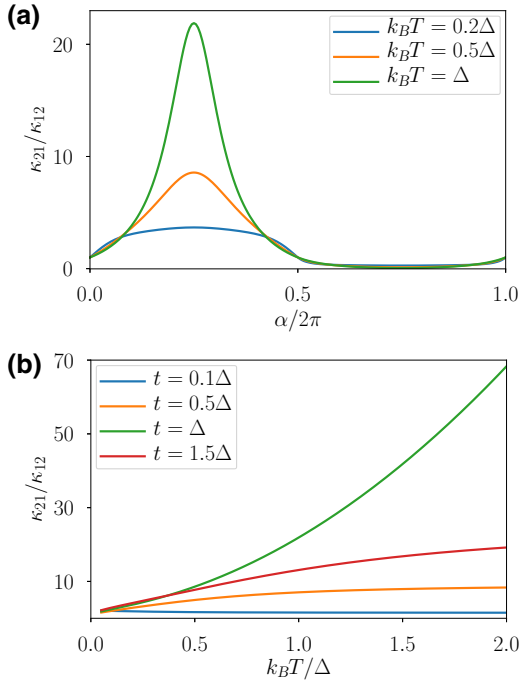 (a)
κ21/κ12
20
10
0
k_BT = 0.2Δ
k_BT = 0.5Δ
k_BT = Δ
0.0 0.5 1.0
α/2π
(b)
κ21/κ12
70
50
30
10
t = 0.1Δ
t = 0.5Δ
t = Δ
t = 1.5Δ
0.0 0.5 1.0 1.5 2.0
k_BT/Δ